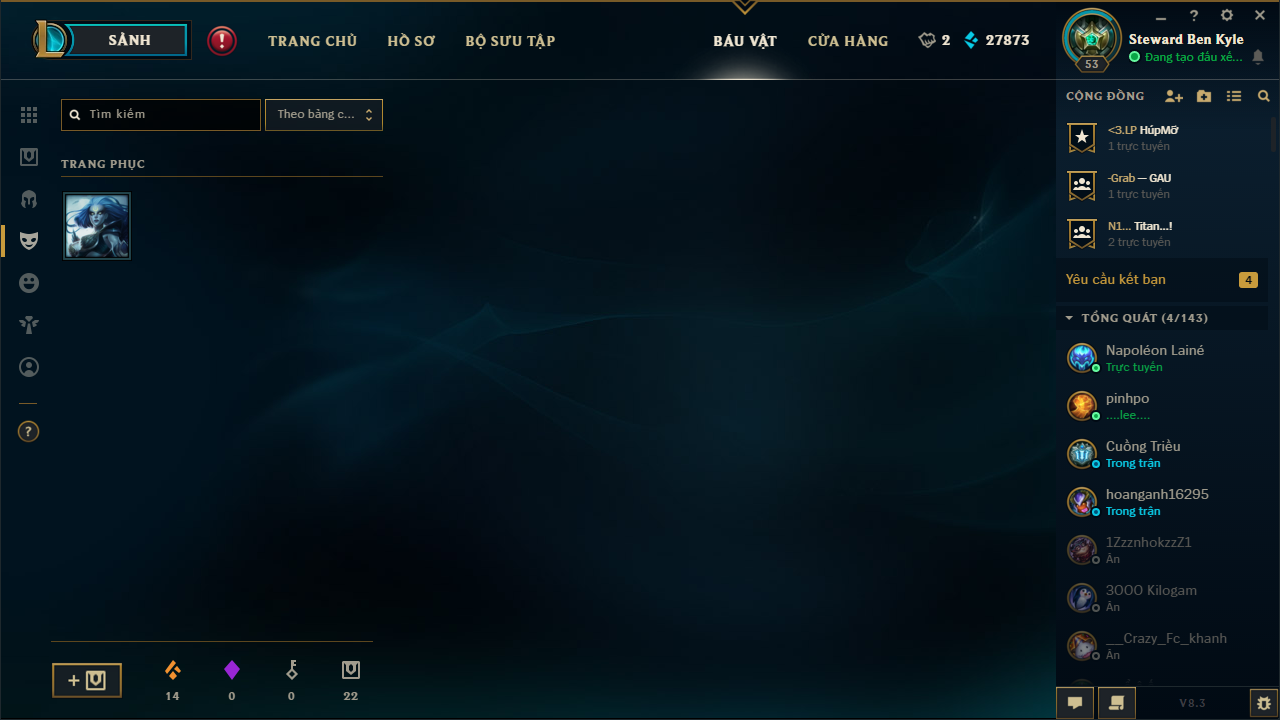 SẢNH
TRANG CHỦ
HỒ SƠ
BỘ SƯU TẬP
BÁU VẬT
CỬA HÀNG
2
27873
53
Steward Ben Kyle
Đang tạo đấu xế...
Tìm kiếm
Theo bảng c...
TRANG PHỤC
?
+
14
0
0
22
CỘNG ĐỒNG
<3.LP HúpMỡ
1 trực tuyến
-Grab — GAU
1 trực tuyến
N1... Titan...!
2 trực tuyến
Yêu cầu kết bạn
4
TỔNG QUÁT (4/143)
Napoléon Lainé
Trực tuyến
pinhpo
....lee....
Cuồng Triều
Trong trận
hoanganh16295
Trong trận
1ZzznhokzzZ1
Ẩn
3000 Kilogam
Ẩn
__Crazy_Fc_khanh
Ẩn
V8.3